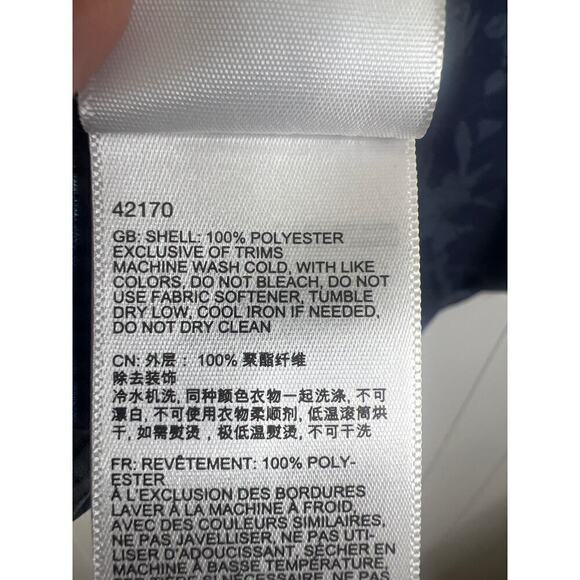 42170
GB: SHELL: 100% POLYESTER
EXCLUSIVE OF TRIMS
MACHINE WASH COLD, WITH LIKE
COLORS, DO NOT BLEACH, DO NOT
USE FABRIC SOFTENER, TUMBLE
DRY LOW, COOL IRON IF NEEDED,
DO NOT DRY CLEAN
CN: 外层: 100% 聚酯纤维
除去装饰
冷水机洗, 同种颜色衣物一起洗涤, 不可
漂白, 不可使用衣物柔顺剂, 低温滚筒烘
干, 如需熨烫, 极低温熨烫, 不可干洗
FR: REVÊTEMENT: 100% POLY-
ESTER
À L'EXCLUSION DES BORDURES
LAVER À LA MACHINE À FROID,
AVEC DES COULEURS SIMILAIRES,
NE PAS JAVELLISER, NE PAS UTI-
LISER D'ADOUCISSANT, SÉCHER EN
MACHINE À BASSE TEMPÉRATURE,